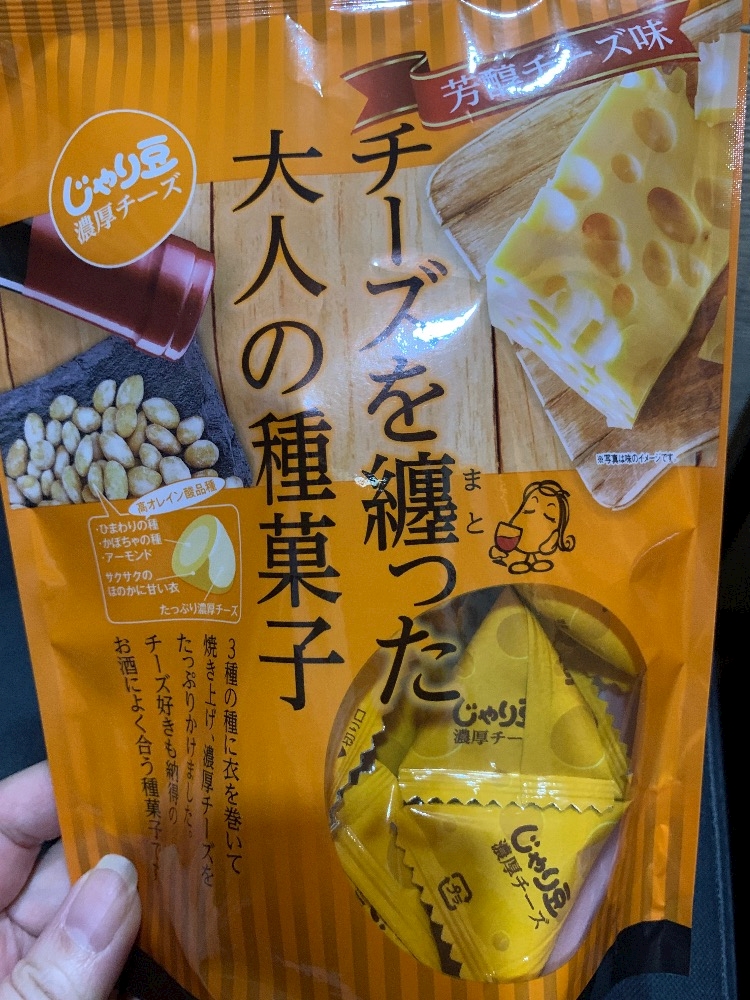 芳醇チーズ味
じゃり豆
濃厚チーズ
チーズを纏った
まと
大人の種菓子
※写真は味のイメージです。
高オレイン酸品種
・ひまわりの種
・かぼちゃの種
・アーモンド
サクサクの
ほのかに甘い衣
たっぷり濃厚チーズ
3種の種に衣を巻いて
焼き上げ、濃厚チーズを
たっぷりかけました。
チーズ好きも納得の
お酒によく合う種菓子です。
じゃり豆
濃厚チー
じゃり豆
濃厚チーズ
プラ